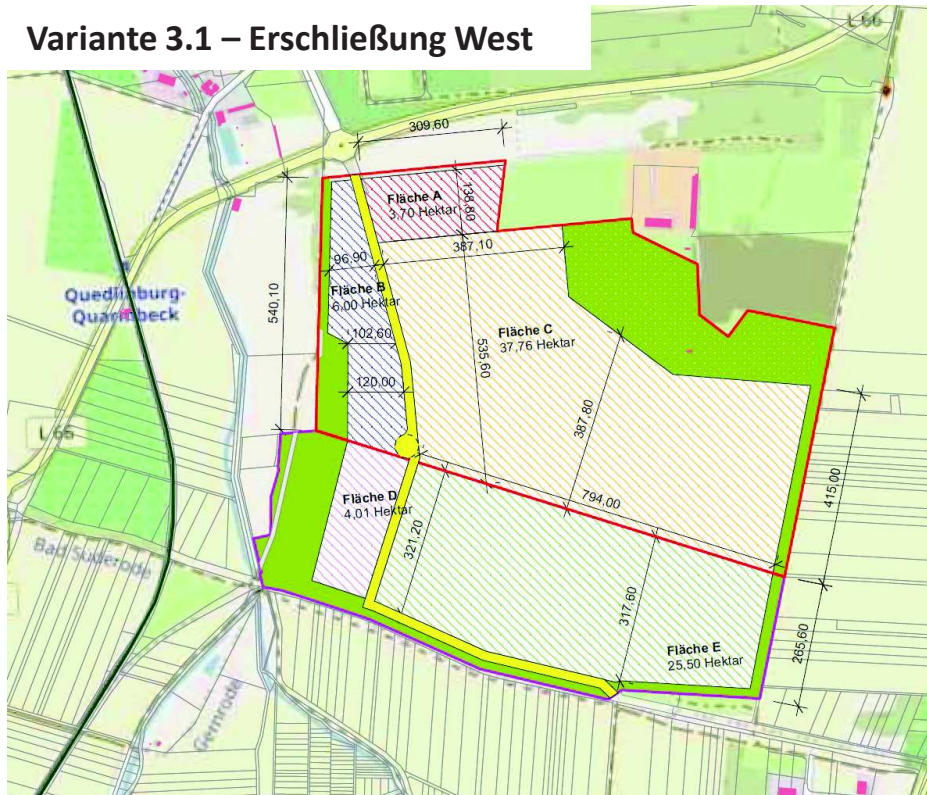 Variante 3.1 – Erschließung West
L 66
309,60
Fläche A
3,70 Hektar
138,80
96,90
387,10
Fläche B
6,00 Hektar
540,10
Quedlinburg-
Quarmbeck
102,60
Fläche C
37,76 Hektar
535,60
120,00
387,80
L 66
415,00
Fläche D
4,01 Hektar
794,00
321,20
Bad Suderode
317,60
Fläche E
25,50 Hektar
265,60
Gernrode